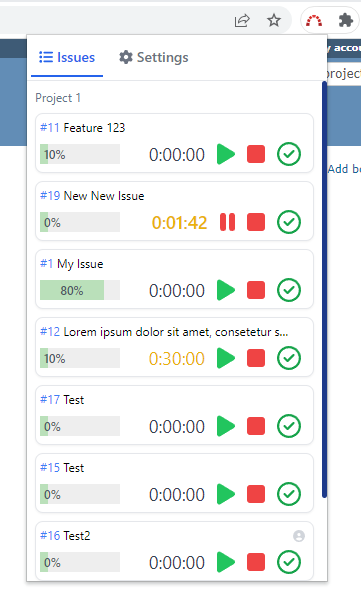 y accou
Issues
Settings
project
Project 1
#11 Feature 123
10%
0:00:00
Add bo
#19 New New Issue
0%
0:01:42
#1 My Issue
80%
0:00:00
#12 Lorem ipsum dolor sit amet, consetetur s...
10%
0:30:00
#17 Test
0%
0:00:00
#15 Test
0%
0:00:00
#16 Test2
0%
0:00:00